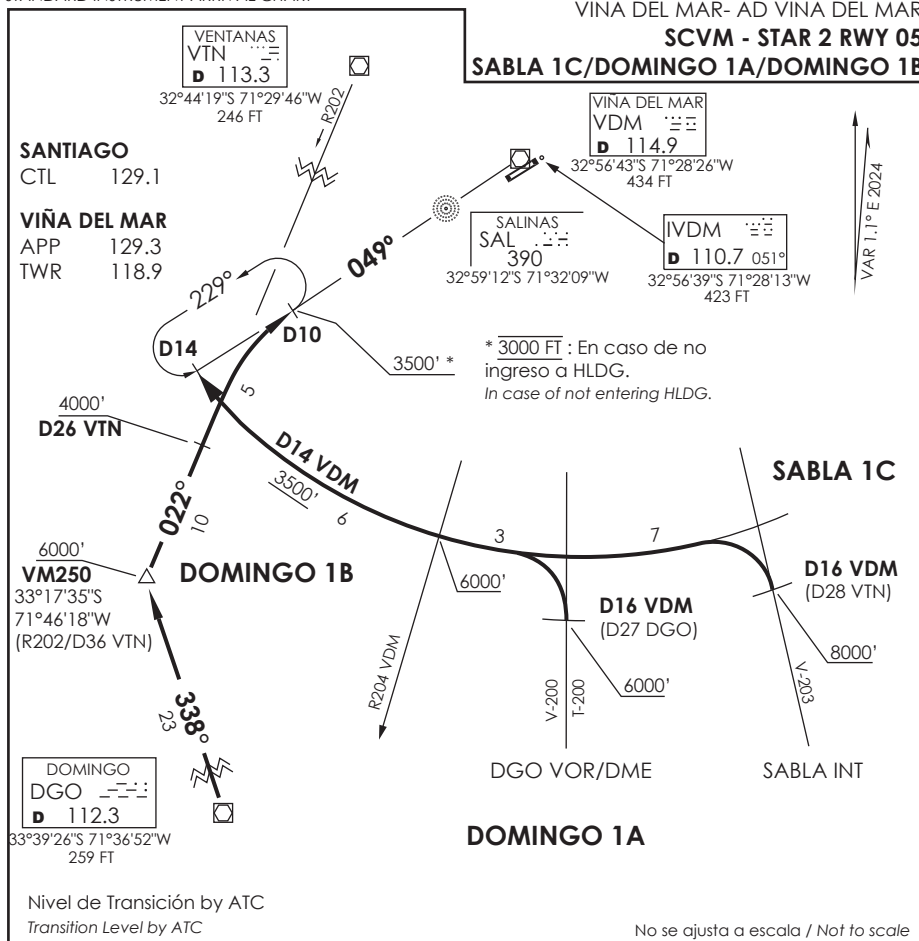 VINA DEL MAR- AD VINA DEL MAR
SCVM - STAR 2 RWY 05
SABLA 1C/DOMINGO 1A/DOMINGO 1B
VENTANAS
VTN
D 113.3
32°44'19"S 71°29'46"W
246 FT
R202
SANTIAGO
CTL 129.1
VIÑA DEL MAR
APP 129.3
TWR 118.9
VIÑA DEL MAR
VDM
D 114.9
32°56'43"S 71°28'26"W
434 FT
VAR 1.1° E 2024
SALINAS
SAL
390
32°59'12"S 71°32'09"W
IVDM
D 110.7 051°
32°56'39"S 71°28'13"W
423 FT
049°
229°
D14
D10
3500' *
* 3000 FT : En caso de no
ingreso a HLDG.
In case of not entering HLDG.
5
4000'
D26 VTN
D14 VDM
3500'
6
022°
10
3
7
SABLA 1C
6000'
VM250
33°17'35"S
71°46'18"W
(R202/D36 VTN)
DOMINGO 1B
6000'
D16 VDM
(D27 DGO)
D16 VDM
(D28 VTN)
8000'
6000'
R204 VDM
V-200
T-200
V-203
338°
23
DGO VOR/DME
SABLA INT
DOMINGO
DGO
D 112.3
33°39'26"S 71°36'52"W
259 FT
DOMINGO 1A
Nivel de Transición by ATC
Transition Level by ATC
No se ajusta a escala / Not to scale